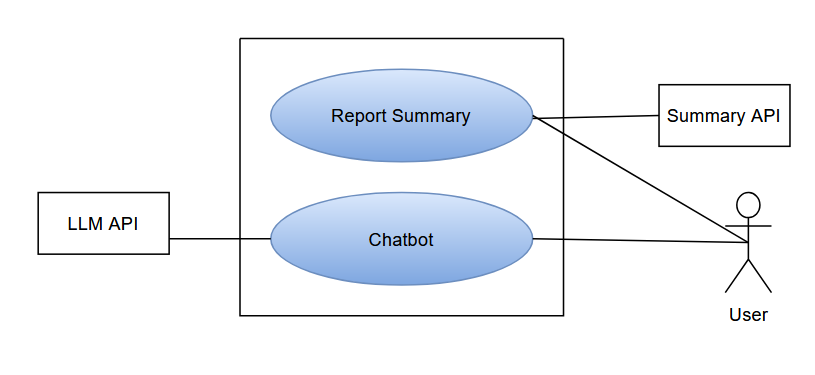 Report Summary
Summary API
LLM API
Chatbot
User